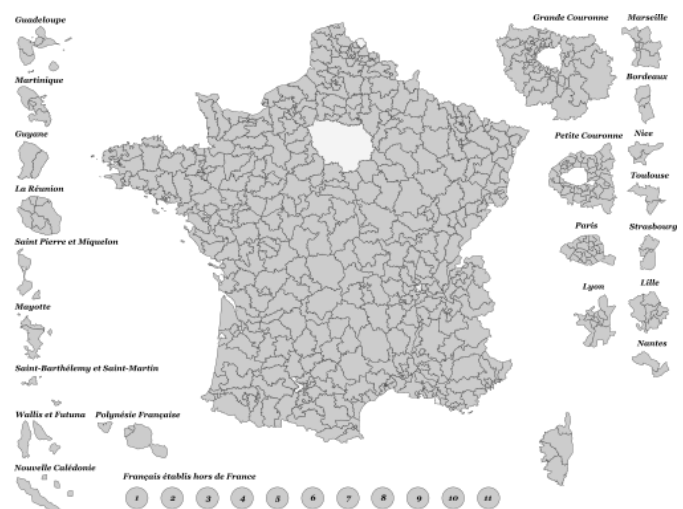 Guadeloupe
Martinique
Guyane
La Réunion
Saint Pierre et Miquelon
Mayotte
Saint-Barthélemy et Saint-Martin
Wallis et Futuna
Polynésie Française
Nouvelle Calédonie
Français établis hors de France
1 2 3 4 5 6 7 8 9 10 11
Grande Couronne
Marseille
Bordeaux
Petite Couronne
Nice
Toulouse
Paris
Strasbourg
Lyon
Lille
Nantes